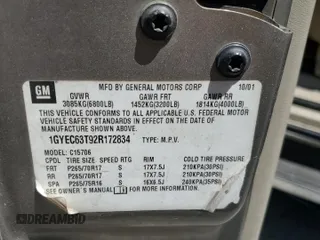 GM
MFD BY GENERAL MOTORS CORP 10/01
GVWR GAWR FRT GAWR RR
3085KG(6800LB) 1452KG(3200LB) 1814KG(4000LB)
THIS VEHICLE CONFORMS TO ALL APPLICABLE U.S. FEDERAL
MOTOR VEHICLE SAFETY STANDARDS IN EFFECT ON THE DATE
OF MANUFACTURE SHOWN ABOVE.
1GYEC63T92R172834 TYPE: M.P.V.
MODEL: C15706
CPDL TIRE SIZE SPEED RTG RIM COLD TIRE PRESSURE
FRT P265/70R17 S 17X7.5J 210KPA(30PSI)
RR P265/70R17 S 17X7.5J 210KPA(30PSI)
SPA P265/75R16 S 16X6.5J 240KPA(35PSI)
SEE OWNER'S MANUAL FOR MORE INFORMATION
DREAMBID